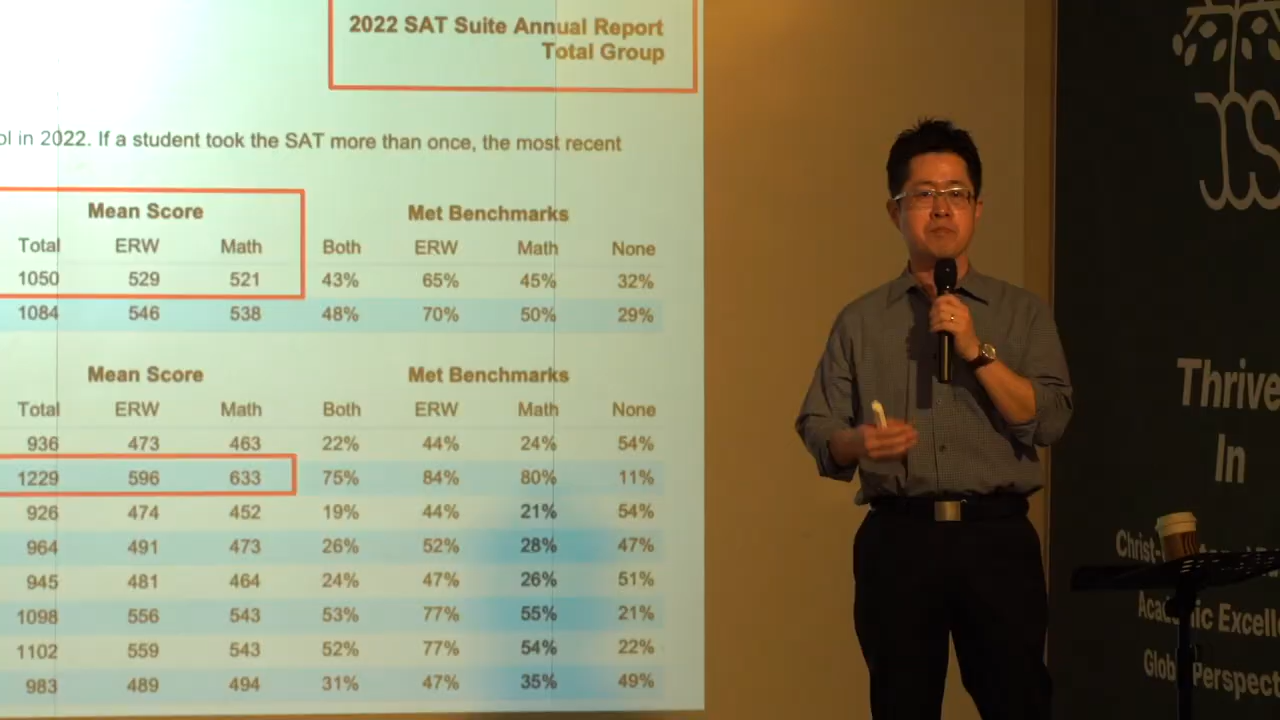 2022 SAT Suite Annual Report
Total Group
ol in 2022. If a student took the SAT more than once, the most recent
Mean Score Met Benchmarks
Total ERW Math Both ERW Math None
1050 529 521 43% 65% 45% 32%
1084 546 538 48% 70% 50% 29%
Mean Score Met Benchmarks
Total ERW Math Both ERW Math None
936 473 463 22% 44% 24% 54%
1229 596 633 75% 84% 80% 11%
926 474 452 19% 44% 21% 54%
964 491 473 26% 52% 28% 47%
945 481 464 24% 47% 26% 51%
1098 556 543 53% 77% 55% 21%
1102 559 543 52% 77% 54% 22%
983 489 494 31% 47% 35% 49%
JCS
Thrive
In
Christ-
Academic Excelle
Global Perspect